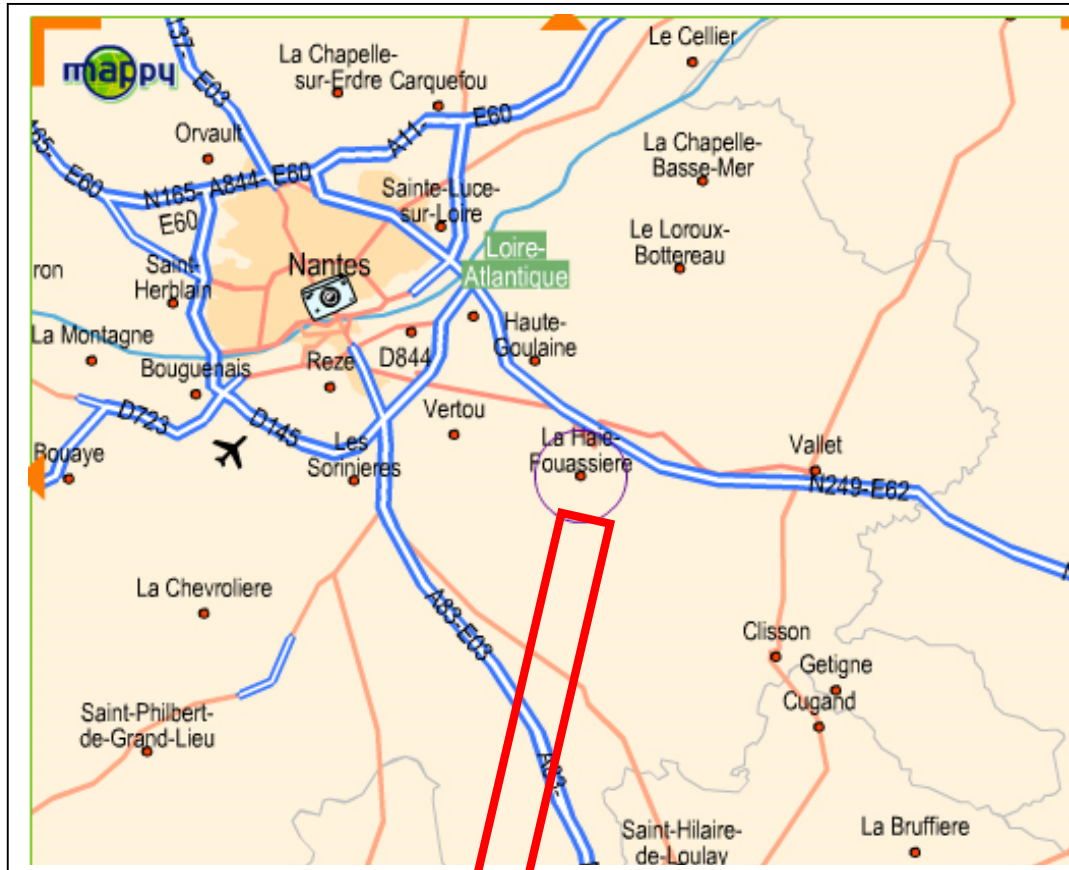 mappy
137-
E03
La Chapelle-
sur-Erdre
Carquefou
Le Cellier
A11-
E60
Orvault
165-
E60
N165-
A844-
E60
E60
La Chapelle-
Basse-Mer
Sainte-Luce-
sur-Loire
Le Loroux-
Bottereau
Loire-
Atlantique
ron
Saint-
Herblain
Nantes
La Montagne
Haute-
Goulaine
D844
Bouguenais
Reze
Vertou
D723
D145
Les
Sorinieres
Bouaye
La Haie-
Fouassiere
Vallet
N249-E62
N
La Chevroliere
A83-E03
Clisson
Getigne
Cugand
Saint-Philbert-
de-Grand-Lieu
A83-
Saint-Hilaire-
de-Loulay
La Bruffiere